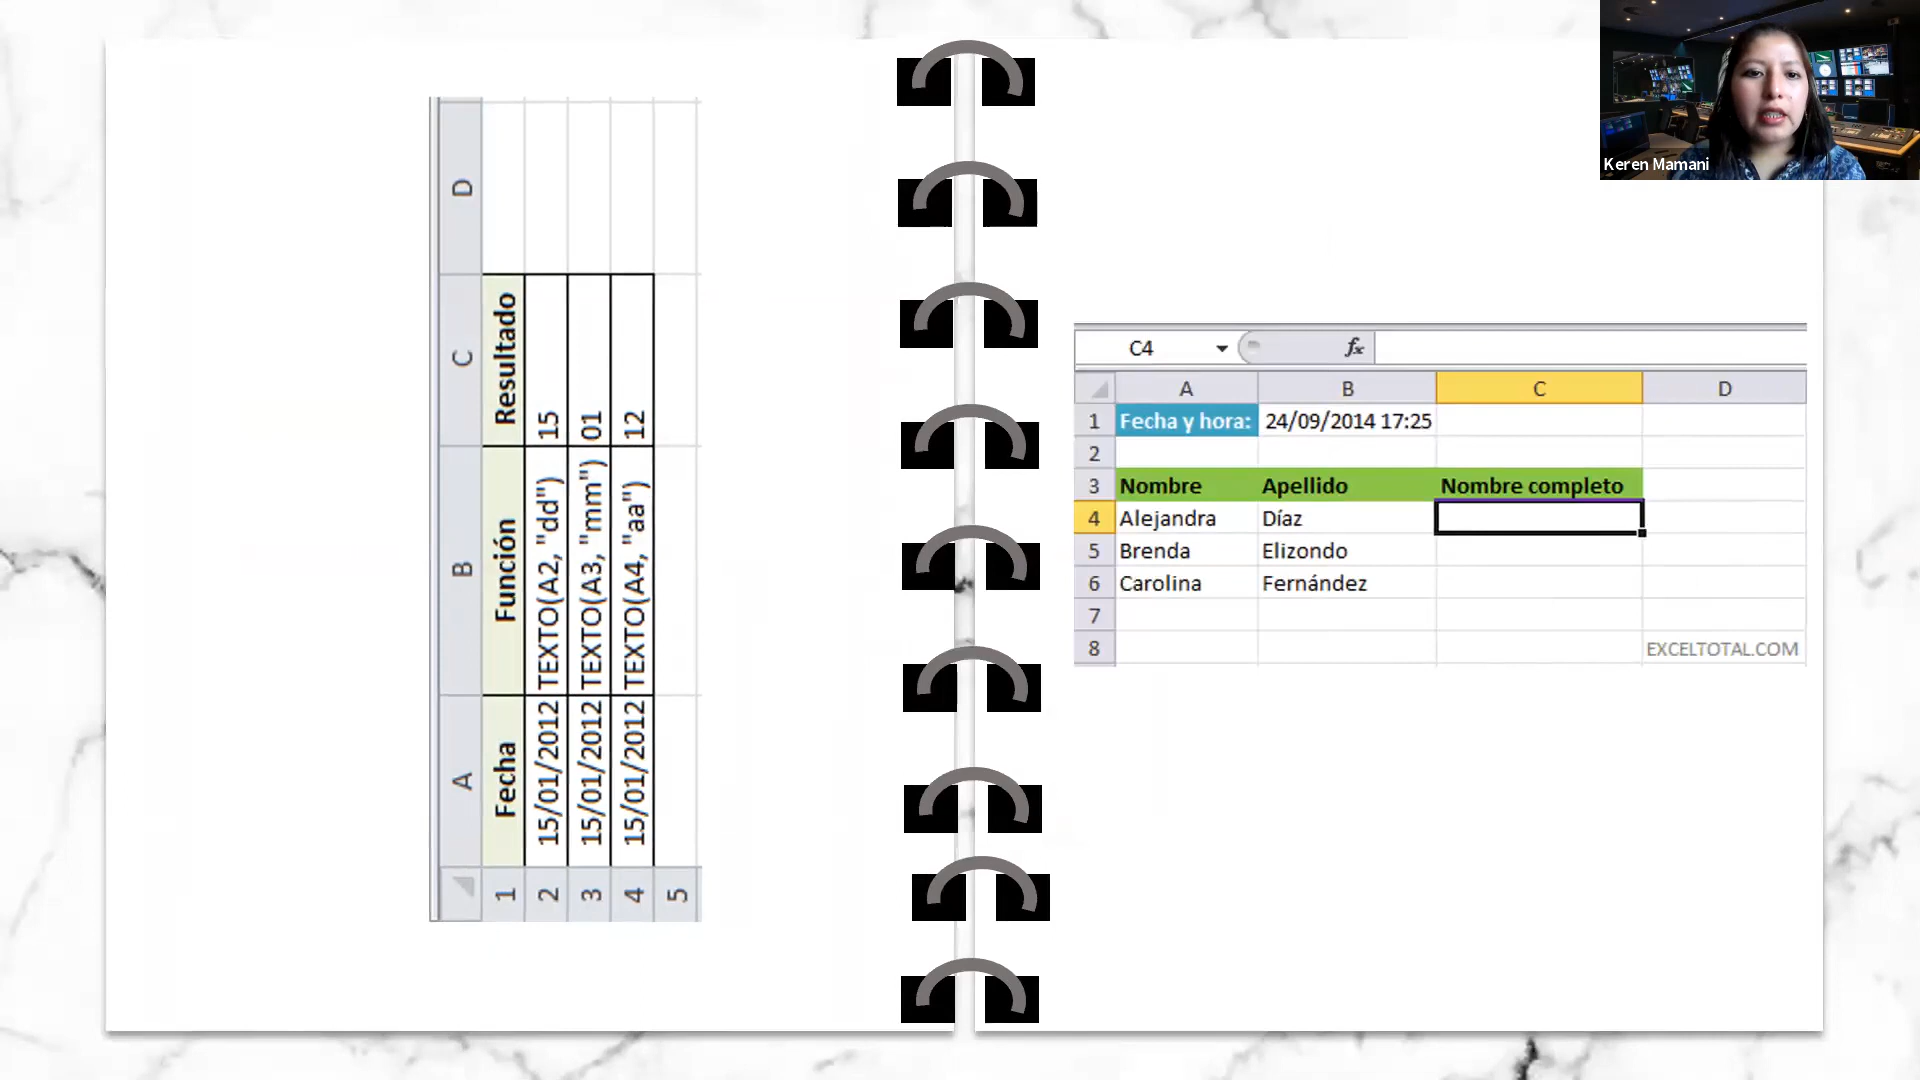 A B C D
1 Fecha Función Resultado
2 15/01/2012 TEXTO(A2, "dd") 15
3 15/01/2012 TEXTO(A3, "mm") 01
4 15/01/2012 TEXTO(A4, "aa") 12
5
C4 fx
A B C D
1 Fecha y hora: 24/09/2014 17:25
2
3 Nombre Apellido Nombre completo
4 Alejandra Díaz
5 Brenda Elizondo
6 Carolina Fernández
7
8 EXCELTOTAL.COM
Keren Mamani